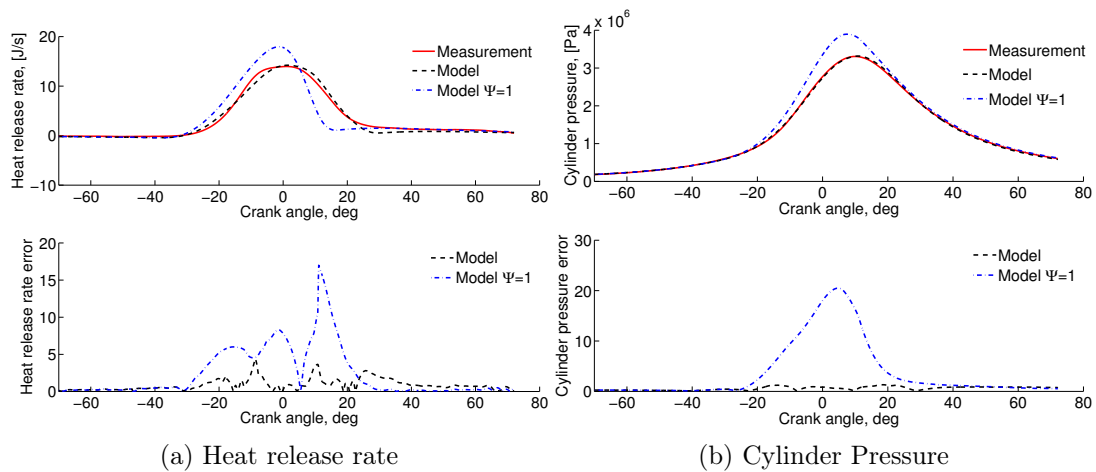 Heat release rate, [J/s]
20
10
0
−10
−60
−40
−20
0
20
40
60
80
Crank angle, deg
Measurement
Model
Model Ψ=1
Heat release rate error
20
15
10
5
0
−60
−40
−20
0
20
40
60
80
Crank angle, deg
Model
Model Ψ=1
(a) Heat release rate
x 10⁶
Cylinder pressure, [Pa]
4
3
2
1
0
−60
−40
−20
0
20
40
60
80
Crank angle, deg
Measurement
Model
Model Ψ=1
Cylinder pressure error
30
20
10
0
−60
−40
−20
0
20
40
60
80
Crank angle, deg
Model
Model Ψ=1
(b) Cylinder Pressure